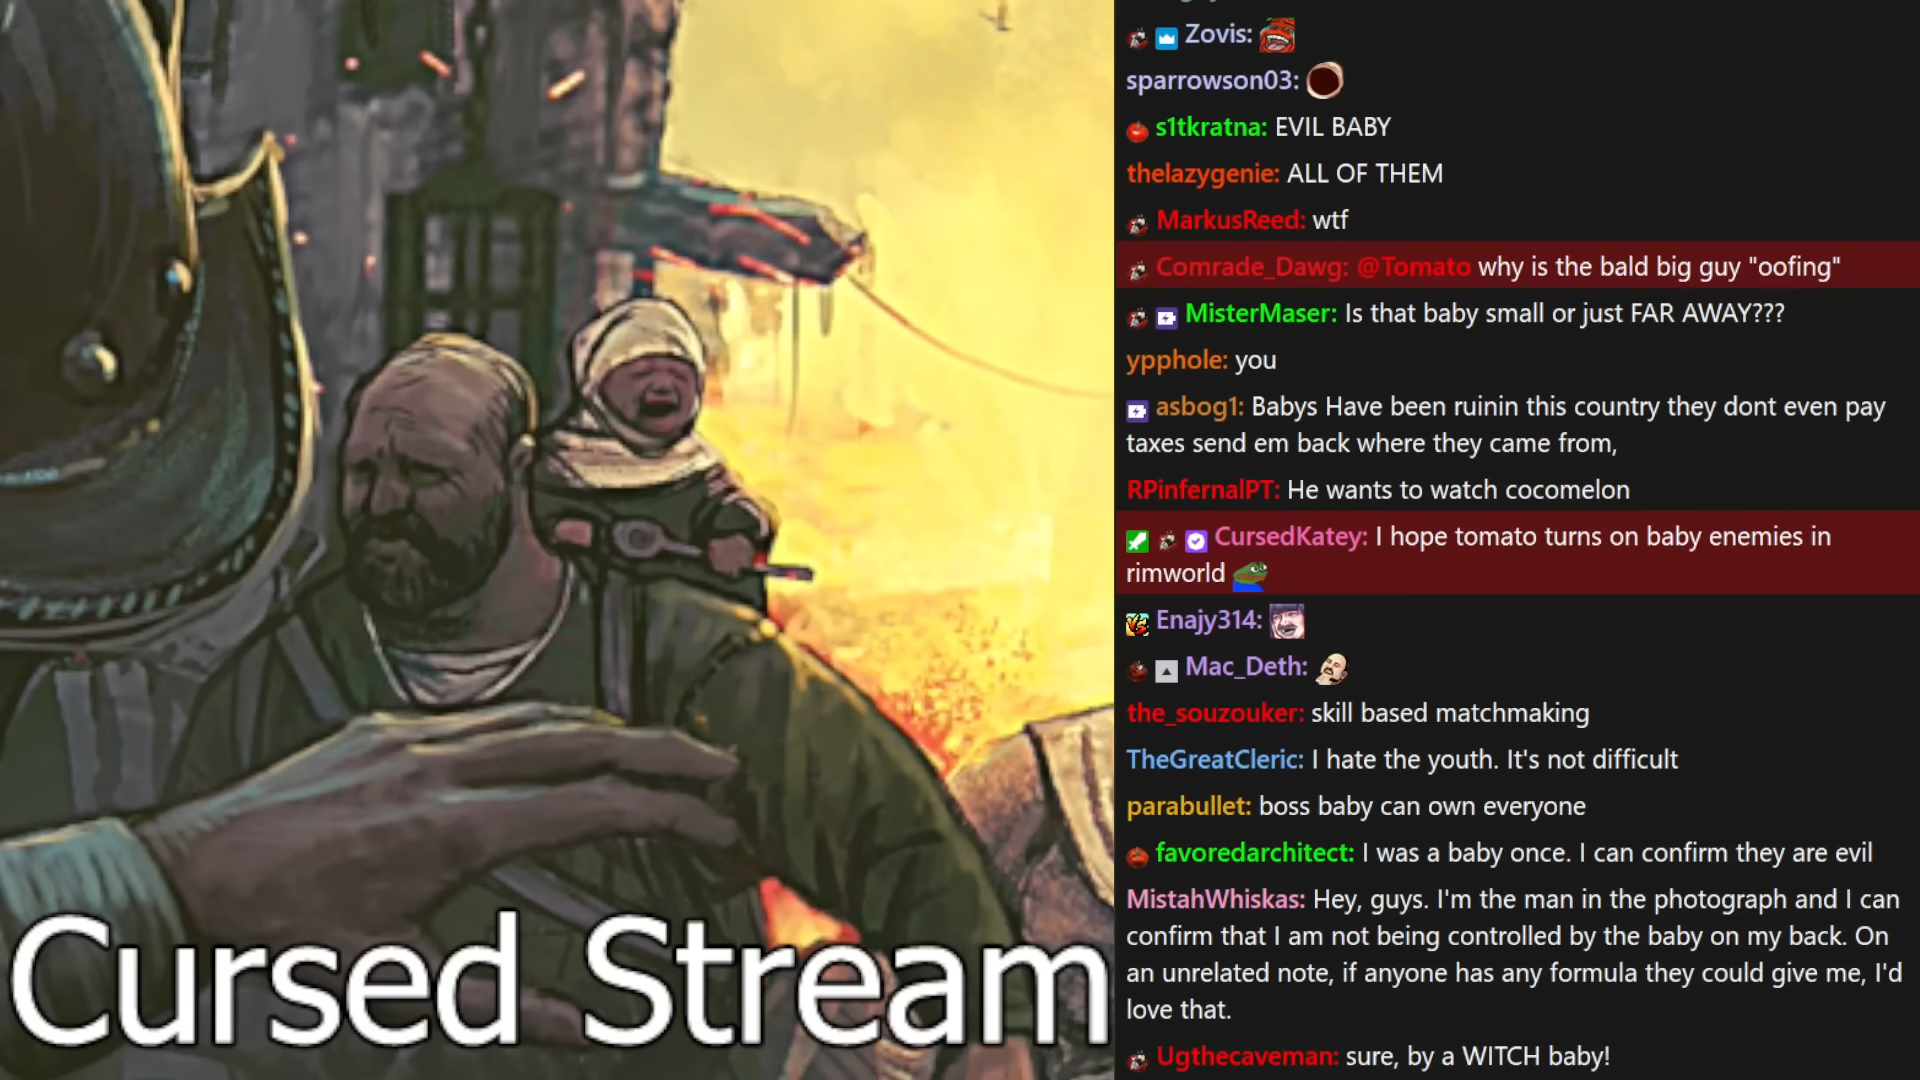 Zovis:
sparrowson03:
s1tkratna: EVIL BABY
thelazygenie: ALL OF THEM
MarkusReed: wtf
Comrade_Dawg: @Tomato why is the bald big guy "oofing"
MisterMaser: Is that baby small or just FAR AWAY???
ypphole: you
asbog1: Babys Have been ruinin this country they dont even pay
taxes send em back where they came from,
RPinfernalPT: He wants to watch cocomelon
CursedKatey: I hope tomato turns on baby enemies in
rimworld
Enajy314:
Mac_Deth:
the_souzouker: skill based matchmaking
TheGreatCleric: I hate the youth. It's not difficult
parabullet: boss baby can own everyone
favoredarchitect: I was a baby once. I can confirm they are evil
MistahWhiskas: Hey, guys. I'm the man in the photograph and I can
confirm that I am not being controlled by the baby on my back. On
an unrelated note, if anyone has any formula they could give me, I'd
love that.
Ugthecaveman: sure, by a WITCH baby!
Cursed Stream